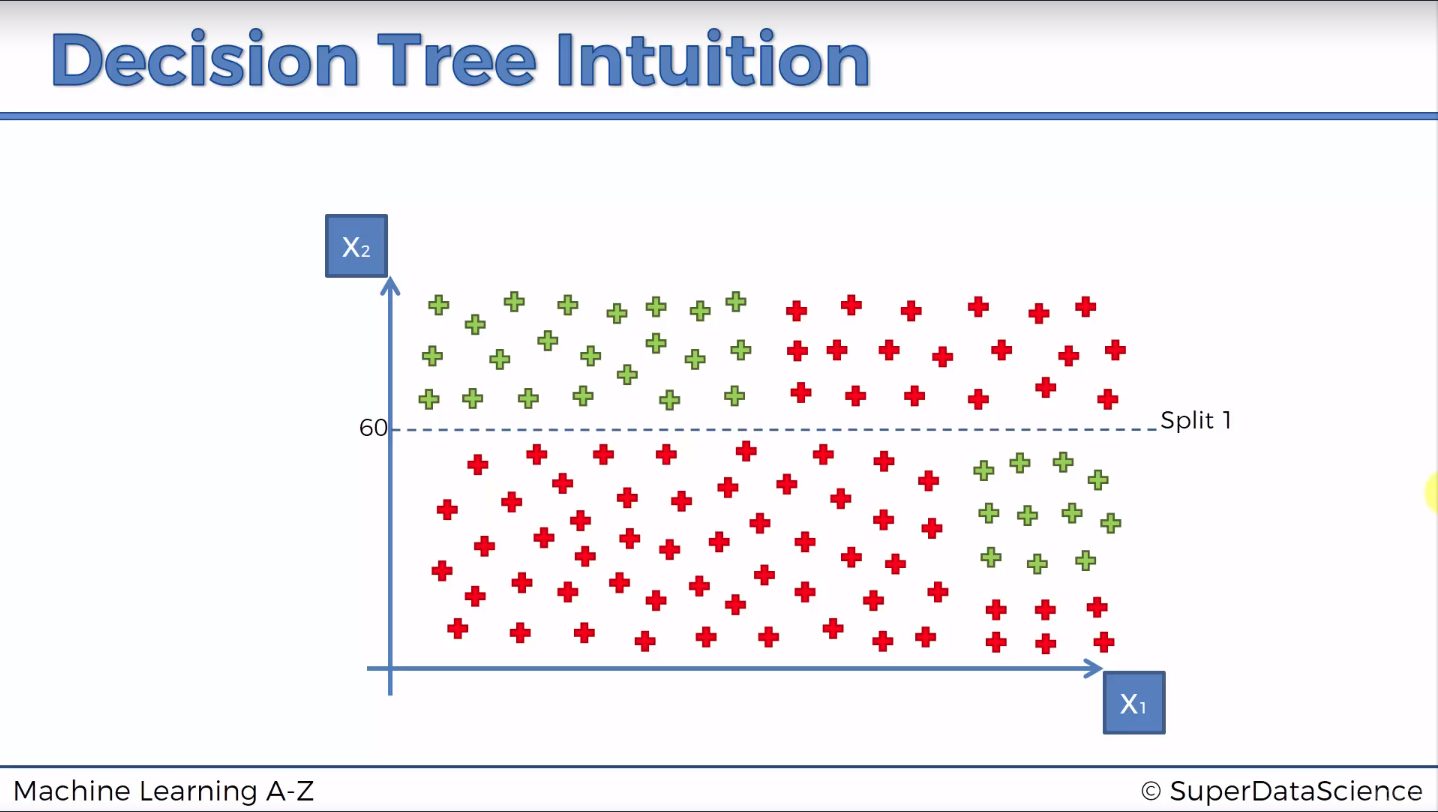 Decision Tree Intuition
X₂
60
Split 1
X₁
Machine Learning A-Z
© SuperDataScience